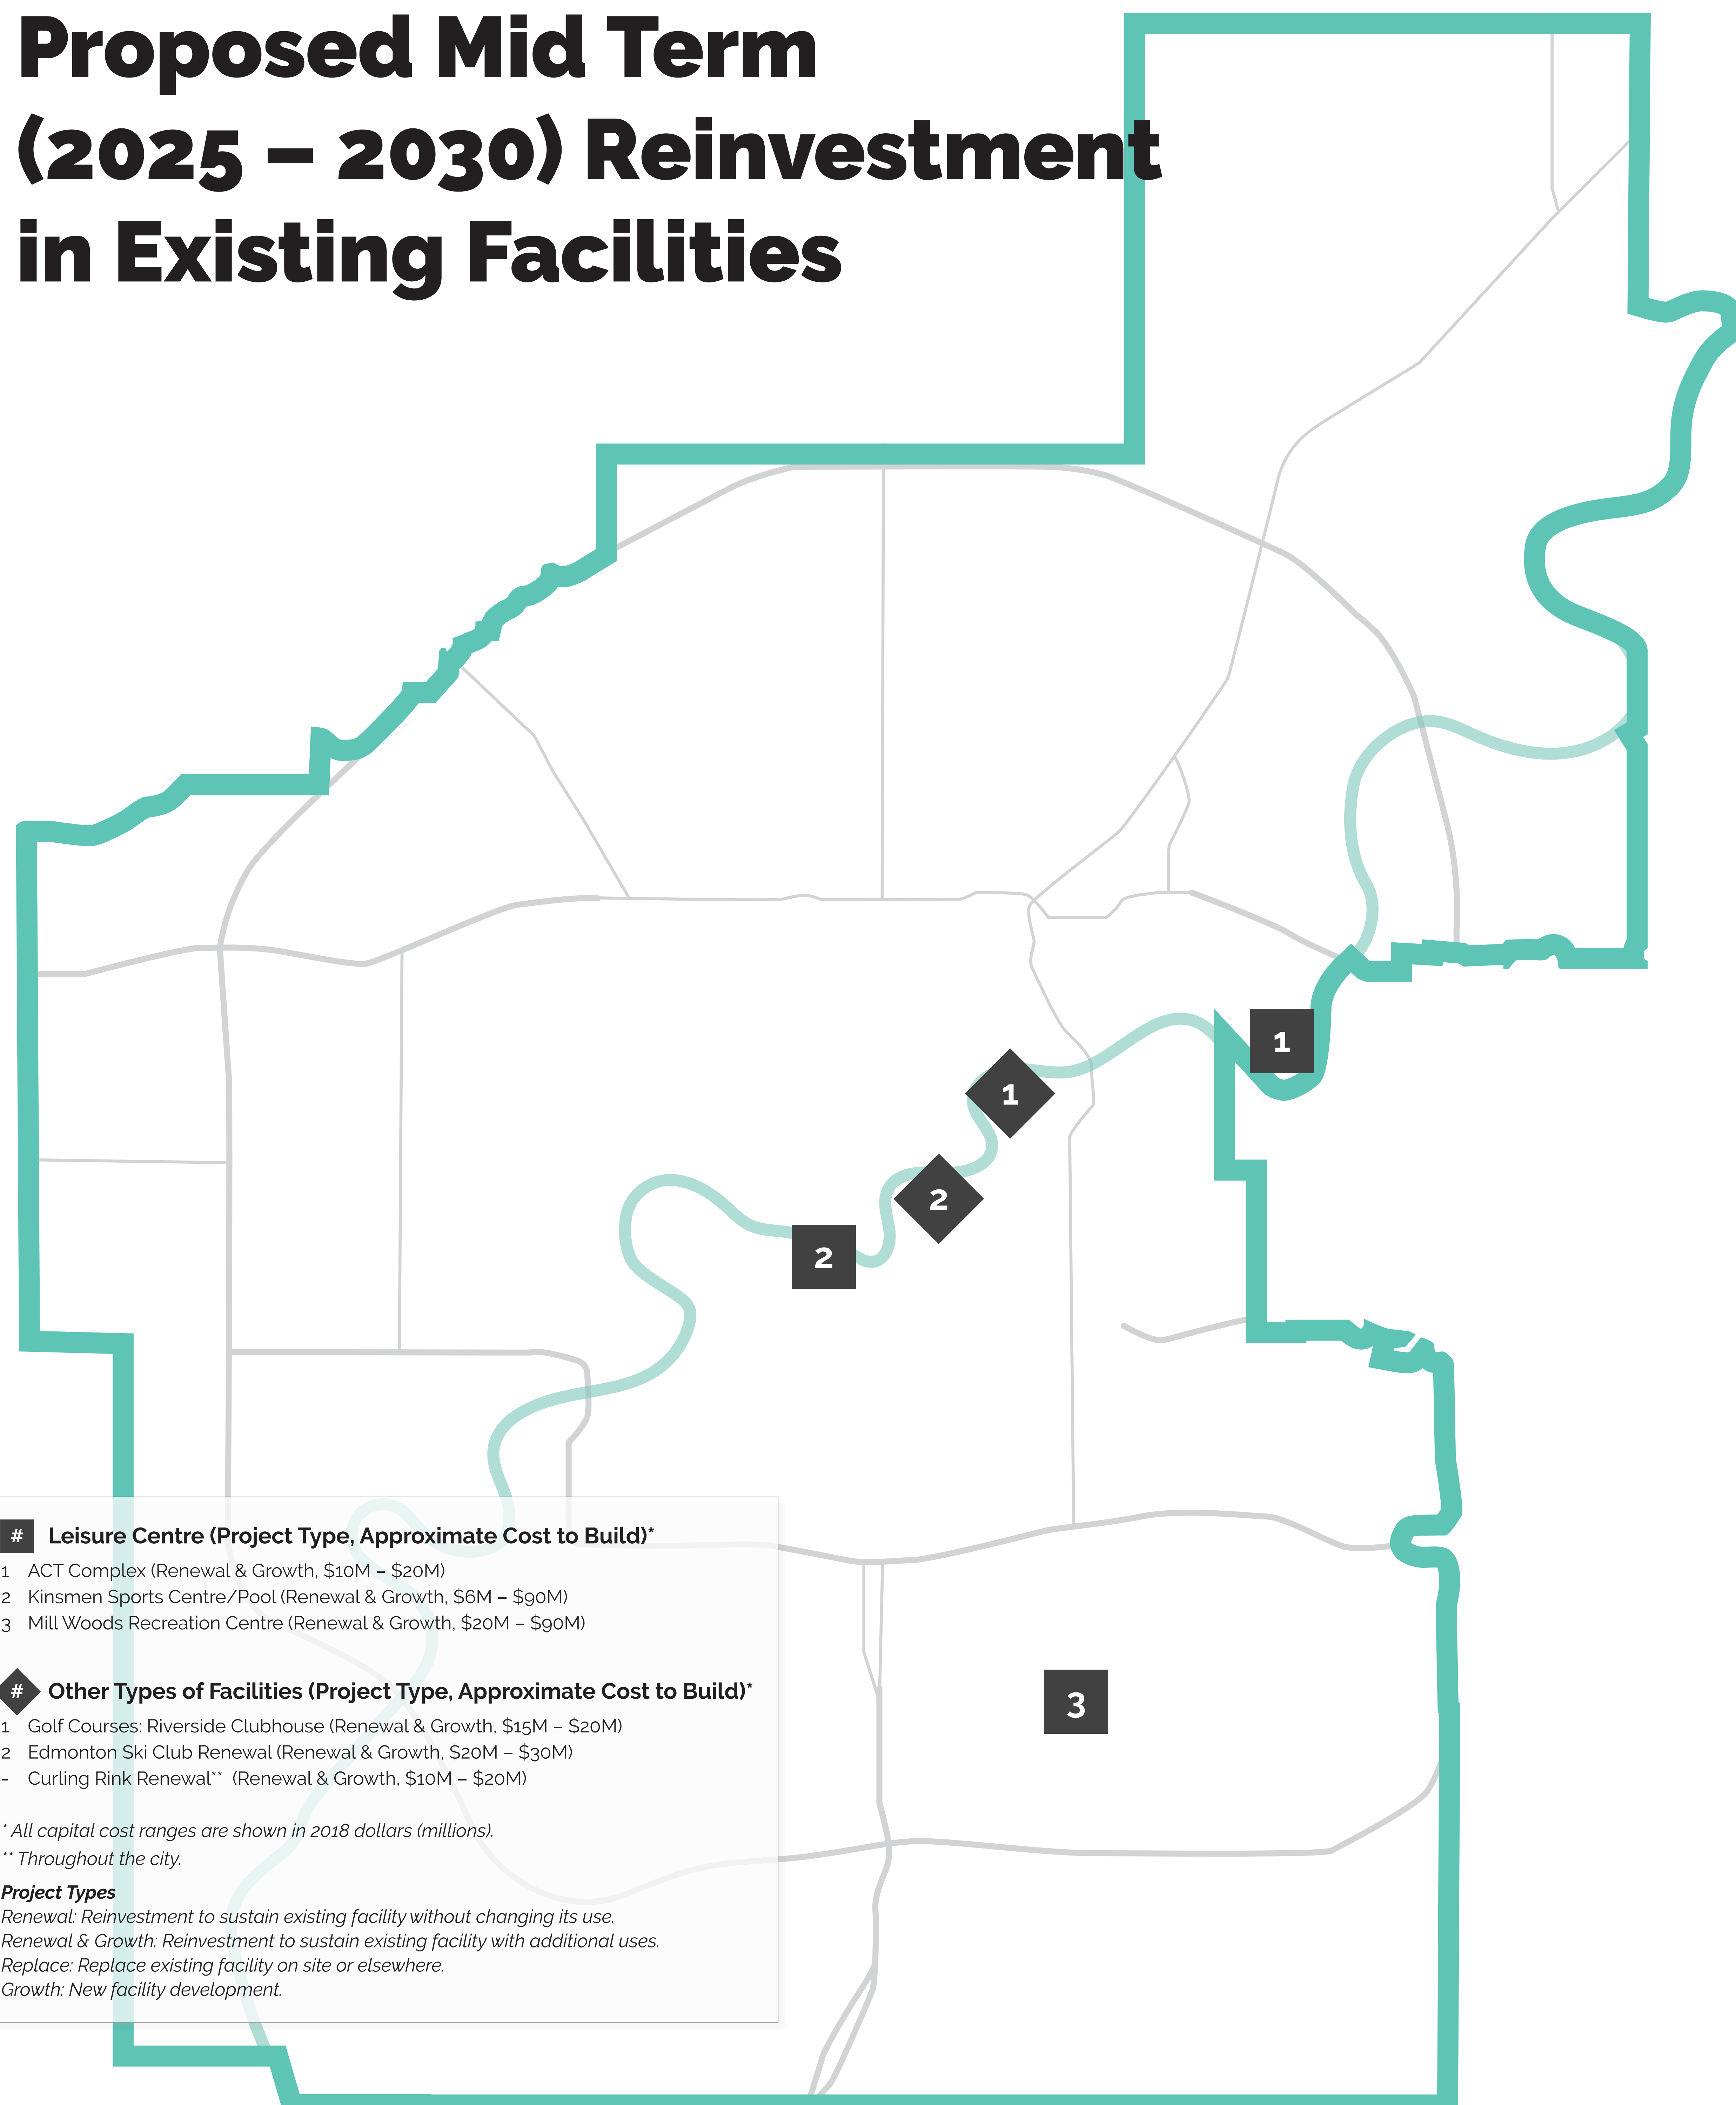 Proposed Mid Term
(2025 – 2030) Reinvestment
in Existing Facilities
1
1
2
2
3
# Leisure Centre (Project Type, Approximate Cost to Build)*
1 ACT Complex (Renewal & Growth, $10M – $20M)
2 Kinsmen Sports Centre/Pool (Renewal & Growth, $6M – $90M)
3 Mill Woods Recreation Centre (Renewal & Growth, $20M – $90M)
# Other Types of Facilities (Project Type, Approximate Cost to Build)*
1 Golf Courses: Riverside Clubhouse (Renewal & Growth, $15M – $20M)
2 Edmonton Ski Club Renewal (Renewal & Growth, $20M – $30M)
- Curling Rink Renewal** (Renewal & Growth, $10M – $20M)
* All capital cost ranges are shown in 2018 dollars (millions).
** Throughout the city.
Project Types
Renewal: Reinvestment to sustain existing facility without changing its use.
Renewal & Growth: Reinvestment to sustain existing facility with additional uses.
Replace: Replace existing facility on site or elsewhere.
Growth: New facility development.